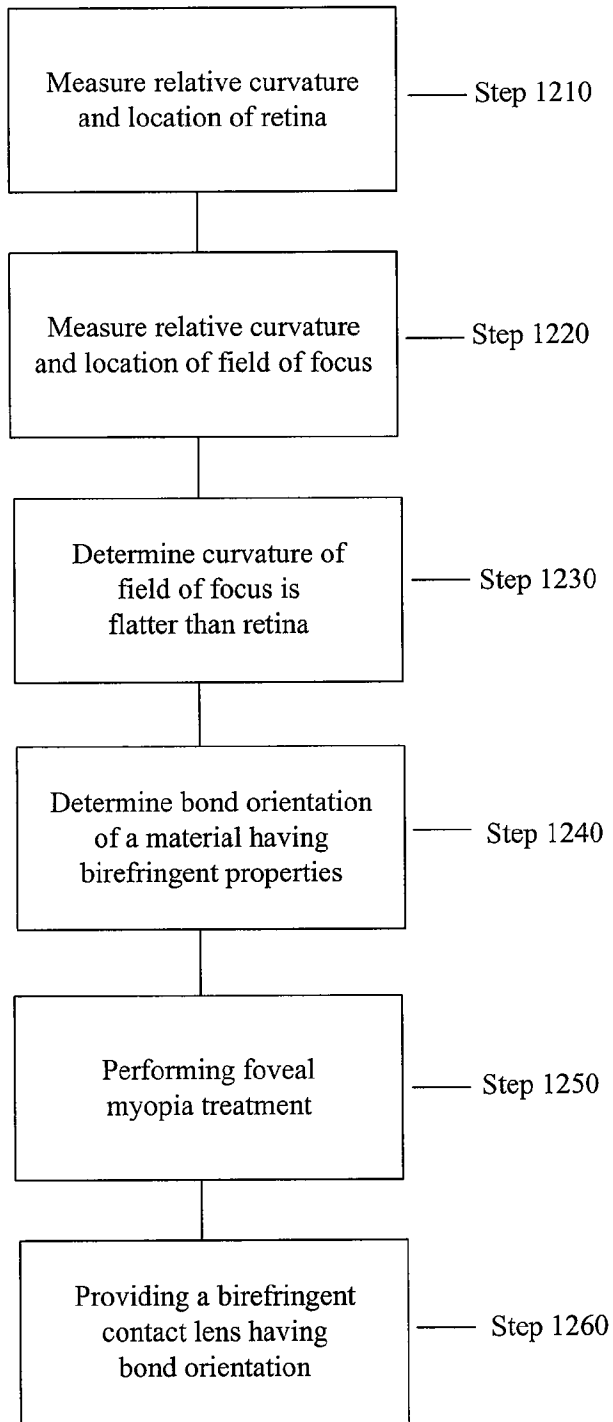 Measure relative curvature
and location of retina
Step 1210
Measure relative curvature
and location of field of focus
Step 1220
Determine curvature of
field of focus is
flatter than retina
Step 1230
Determine bond orientation
of a material having
birefringent properties
Step 1240
Performing foveal
myopia treatment
Step 1250
Providing a birefringent
contact lens having
bond orientation
Step 1260